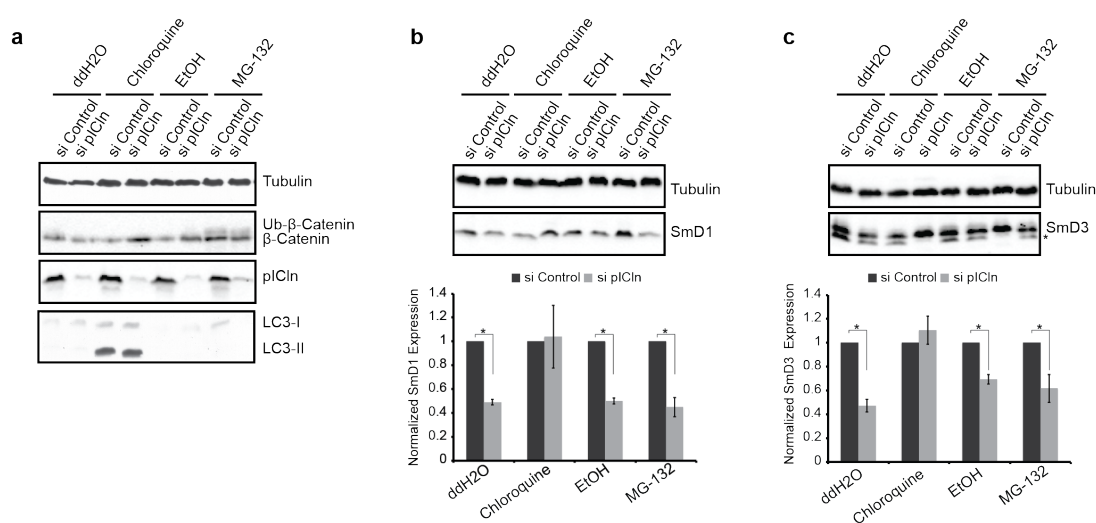 a
ddH2O
Chloroquine
EtOH
MG-132
si Control
si pICln
si Control
si pICln
si Control
si pICln
si Control
si pICln
Tubulin
Ub-β-Catenin
β-Catenin
pICln
LC3-I
LC3-II
b
ddH2O
Chloroquine
EtOH
MG-132
si Control
si pICln
si Control
si pICln
si Control
si pICln
si Control
si pICln
Tubulin
SmD1
si Control si pICln
Normalized SmD1 Expression
1.4
1.2
1
0.8
0.6
0.4
0.2
0
*
*
*
ddH2O
Chloroquine
EtOH
MG-132
c
ddH2O
Chloroquine
EtOH
MG-132
si Control
si pICln
si Control
si pICln
si Control
si pICln
si Control
si pICln
Tubulin
SmD3
*
si Control si pICln
Normalized SmD3 Expression
1.4
1.2
1
0.8
0.6
0.4
0.2
0
*
*
*
ddH2O
Chloroquine
EtOH
MG-132